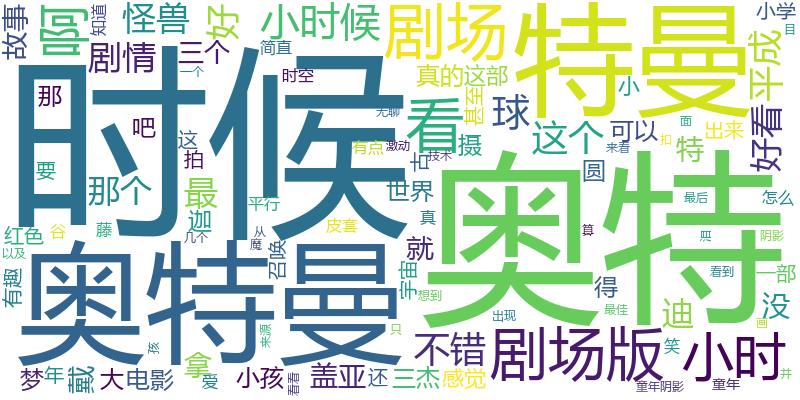 故事
啊
知道
怪兽
好
小时候
剧场
特曼
小学
目
剧情
三个
简直
一个
时空
真的
这部
甚至
小
平成
时候
那
吧
这
拍
无聊
激动
看
球
这个
可以
出来
面
扣
好看
要
那个
最
迦
有点
古
技术
摄
来看
特
圆
奥特
红色
谷
藤
平行
世界
真
最后
怎么
以及
几个
从
魔
召唤
皮套
算
阴影
有趣
奥特曼
宇宙
就
想到
得
看到
一部
孩
来源
只
出现
迪
最佳
没
画
梦
年
戴
大
电影
拿
爱
小孩
看看
盖亚
还
三杰
不错
感觉
剧场版
笑
小时
童年阴影
童年
并